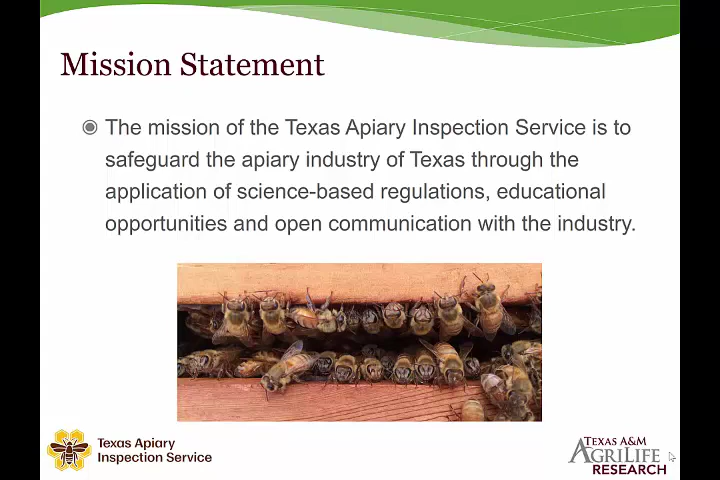 Mission Statement
The mission of the Texas Apiary Inspection Service is to
safeguard the apiary industry of Texas through the
application of science-based regulations, educational
opportunities and open communication with the industry.
Texas Apiary
Inspection Service
TEXAS A&M
AGRILIFE
RESEARCH